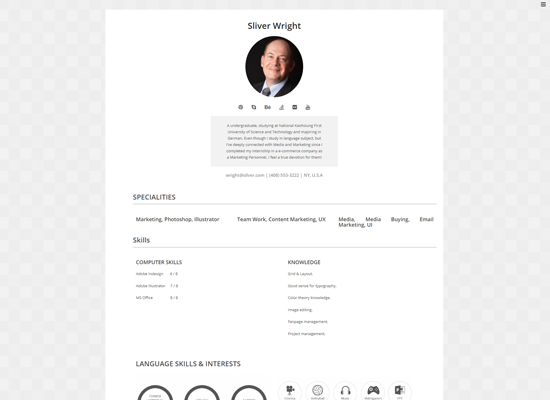 Sliver Wright
A undergraduate, studying at National Kaohsiung First
University of Science and Technology and majoring in
German. Even though I study in language subject, but
I've deeply connected with Media and Marketing since I
completed my internship in a e-commerce company as
a Marketing Personnel. I feel a true devotion for them!
wright@sliver.com | (408) 553-3222 | NY, U.S.A
SPECIALITIES
Marketing, Photoshop, Illustrator
Team Work, Content Marketing, UX
Media, Media Buying, Email
Marketing, UI
Skills
COMPUTER SKILLS
Adobe Indesign 6 / 8
Adobe Illustrator 7 / 8
MS Office 8 / 8
KNOWLEDGE
Grid & Layout.
Good sense for typography.
Color theory knowledge.
Image editing.
Fanpage management.
Project management.
LANGUAGE SKILLS & INTERESTS
Cinema
Volleyball
Music